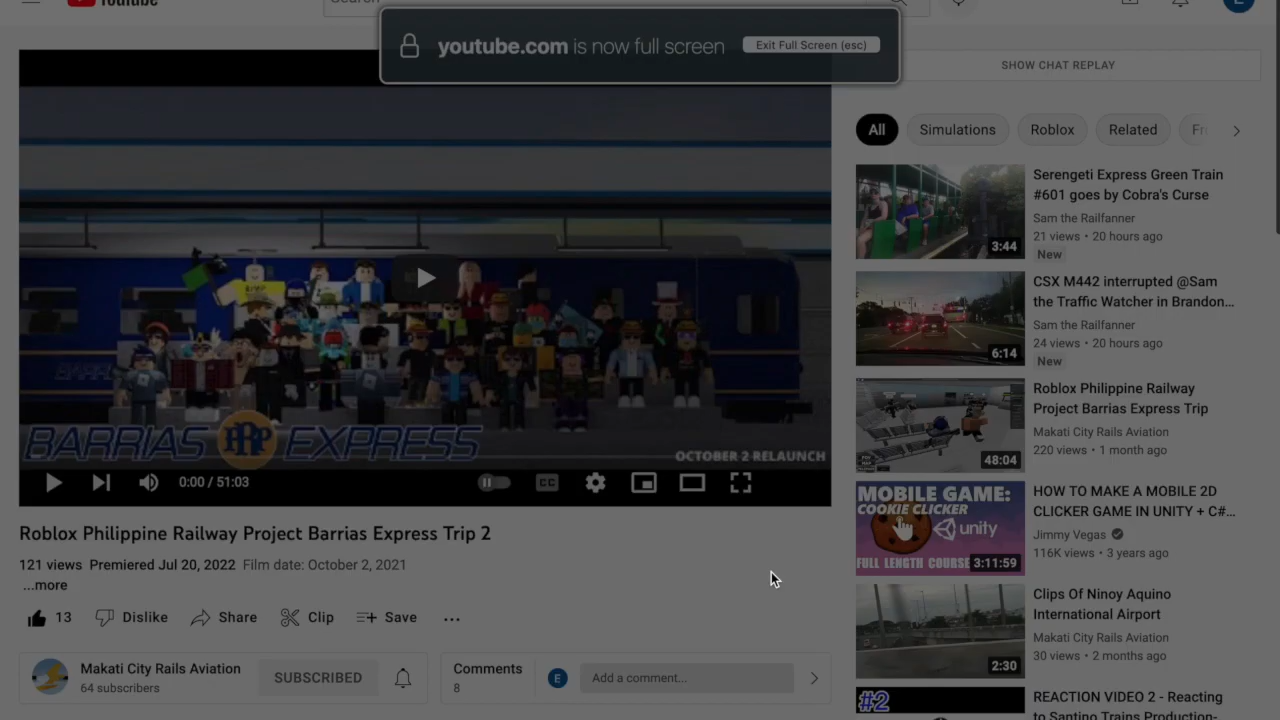 YouTube
Search
youtube.com is now full screen
Exit Full Screen (esc)
SHOW CHAT REPLAY
All
Simulations
Roblox
Related
Serengeti Express Green Train
#601 goes by Cobra's Curse
Sam the Railfanner
21 views • 20 hours ago
New
3:44
CSX M442 interrupted @Sam
the Traffic Watcher in Brandon...
Sam the Railfanner
24 views • 20 hours ago
New
6:14
Roblox Philippine Railway
Project Barrias Express Trip
Makati City Rails Aviation
220 views • 1 month ago
48:04
MOBILE GAME:
COOKIE CLICKER
unity
FULL LENGTH COURSE
3:11:59
HOW TO MAKE A MOBILE 2D
CLICKER GAME IN UNITY + C#...
Jimmy Vegas
116K views • 3 years ago
Clips Of Ninoy Aquino
International Airport
Makati City Rails Aviation
30 views • 2 months ago
2:30
#2
REACTION VIDEO 2 - Reacting
to Santino Trains Production-
BARRIAS EXPRESS
OCTOBER 2 RELAUNCH
0:00 / 51:03
CC
Roblox Philippine Railway Project Barrias Express Trip 2
121 views Premiered Jul 20, 2022 Film date: October 2, 2021
...more
13
Dislike
Share
Clip
Save
Makati City Rails Aviation
64 subscribers
SUBSCRIBED
Comments
8
E
Add a comment...